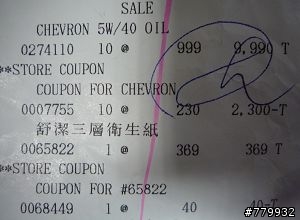 SALE
CHEVRON 5W/40 OIL
0274110 10 @ 999 9,990 T
**STORE COUPON
COUPON FOR CHEVRON
0007755 10 @ 230 2,300-T
舒潔三層衛生紙
0065822 1 @ 369 369 T
**STORE COUPON
COUPON FOR #65822
0068449 1 @ 40 40-T
#779932